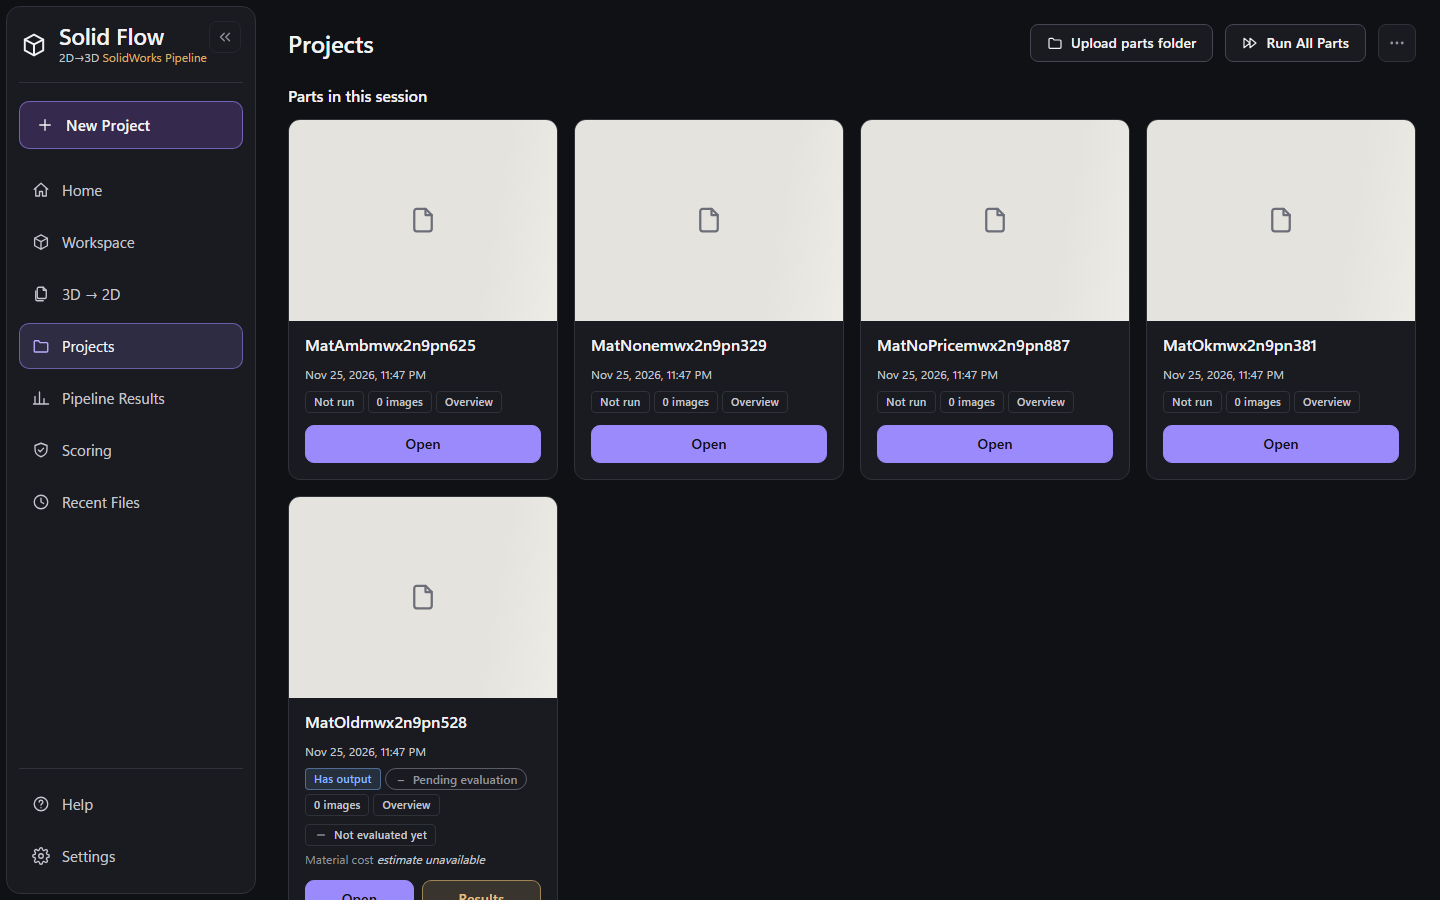 Solid Flow
2D→3D SolidWorks Pipeline
New Project
Home
Workspace
3D → 2D
Projects
Pipeline Results
Scoring
Recent Files
Help
Settings
Projects
Upload parts folder
Run All Parts
Parts in this session
MatAmbmwx2n9pn625
Nov 25, 2026, 11:47 PM
Not run
0 images
Overview
Open
MatNonemwx2n9pn329
Nov 25, 2026, 11:47 PM
Not run
0 images
Overview
Open
MatNoPricemwx2n9pn887
Nov 25, 2026, 11:47 PM
Not run
0 images
Overview
Open
MatOkmwx2n9pn381
Nov 25, 2026, 11:47 PM
Not run
0 images
Overview
Open
MatOldmwx2n9pn528
Nov 25, 2026, 11:47 PM
Has output
– Pending evaluation
0 images
Overview
– Not evaluated yet
Material cost estimate unavailable
Open
Results